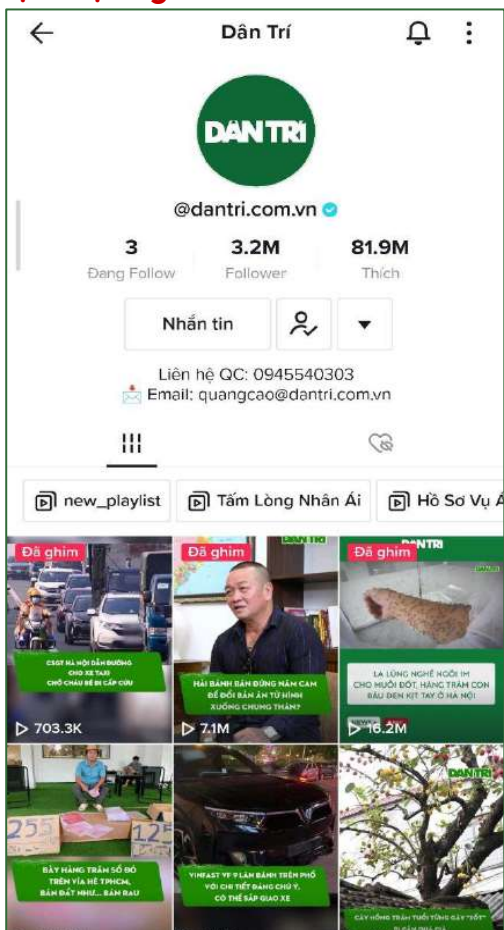 Dân Trí
DÂN TRÍ
@dantri.com.vn
3
3.2M
81.9M
Đang Follow
Follower
Thích
Nhắn tin
Liên hệ QC: 0945540303
Email: quangcao@dantri.com.vn
new_playlist
Tấm Lòng Nhân Ái
Hồ Sơ Vụ Á
Đã ghim
CSGT HÀ NỘI DẪN ĐƯỜNG
CHO XE TAXI
CHỞ CHÁU BÉ ĐI CẤP CỨU
703.3K
Đã ghim
DÂN TRÍ
HẢI BÁNH BẮN ĐỨNG NĂM CAM
ĐỂ ĐỔI BẢN ÁN TỬ HÌNH
XUỐNG CHUNG THÂN?
7.1M
Đã ghim
DÂN TRÍ
DÂN TRÍ
LẠ LÙNG NGHỀ NGỒI IM
CHO MUỖI ĐỐT, HÀNG TRĂM CON
BÂU ĐEN KỊT TAY Ở HÀ NỘI
16.2M
255
125
BÀY HÀNG TRĂM SỔ ĐỎ
TRÊN VỈA HÈ TPHCM,
BÁN ĐẤT NHƯ... BÁN RAU
VINFAST VF 9 LĂN BÁNH TRÊN PHỐ
VỚI CHI TIẾT ĐÁNG CHÚ Ý,
CÓ THỂ SẮP GIAO XE
DÂN TRÍ
CÂY HỒNG TRĂM TUỔI TỪNG GÂY "SỐT"